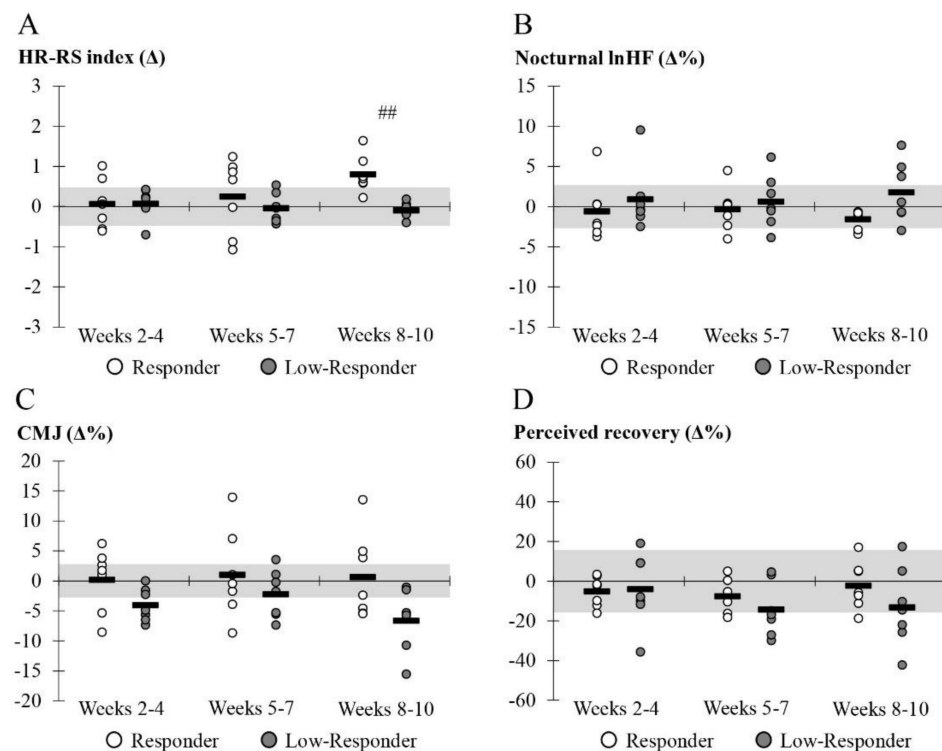 A
HR-RS index (Δ)
3
2
1
0
-1
-2
-3
##
Weeks 2-4 Weeks 5-7 Weeks 8-10
Responder Low-Responder
B
Nocturnal lnHF (Δ%)
15
10
5
0
-5
-10
-15
Weeks 2-4 Weeks 5-7 Weeks 8-10
Responder Low-Responder
C
CMJ (Δ%)
20
15
10
5
0
-5
-10
-15
-20
Weeks 2-4 Weeks 5-7 Weeks 8-10
Responder Low-Responder
D
Perceived recovery (Δ%)
60
40
20
0
-20
-40
-60
Weeks 2-4 Weeks 5-7 Weeks 8-10
Responder Low-Responder